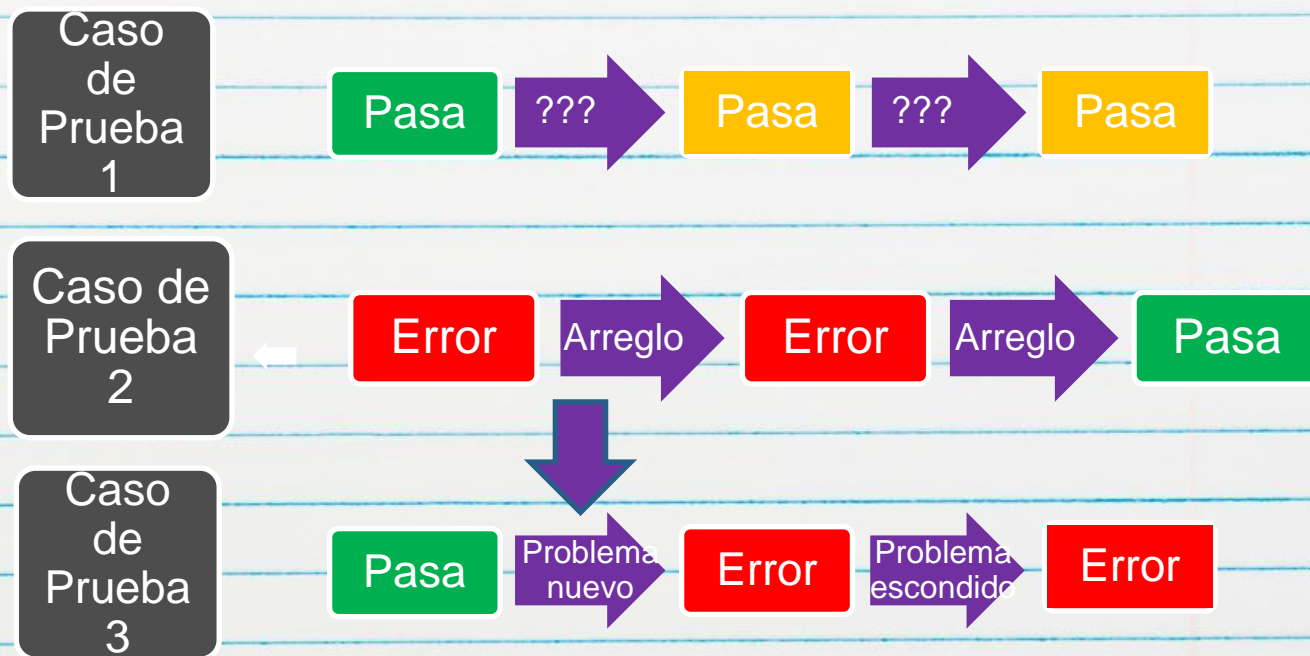 Caso
de
Prueba
1
Pasa
???
Pasa
???
Pasa
Caso de
Prueba
2
Error
Arreglo
Error
Arreglo
Pasa
Caso
de
Prueba
3
Pasa
Problema
nuevo
Error
Problema
escondido
Error